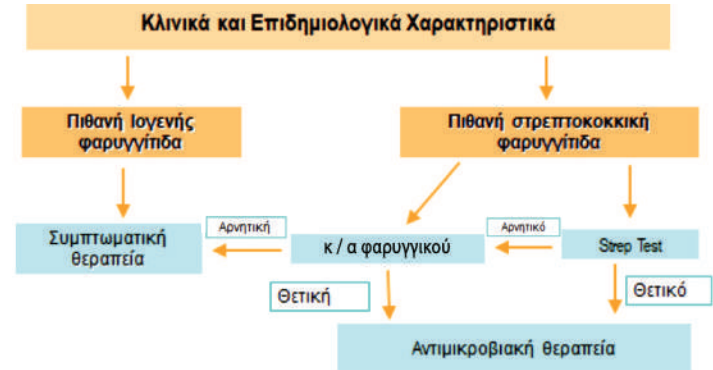 Κλινικά και Επιδημιολογικά Χαρακτηριστικά
Πιθανή Ιογενής
φαρυγγίτιδα
Πιθανή στρεπτοκοκκική
φαρυγγίτιδα
Συμπτωματική
θεραπεία
Αρνητική
κ / α φαρυγγικού
Αρνητικό
Strep Test
Θετική
Θετικό
Αντιμικροβιακή θεραπεία